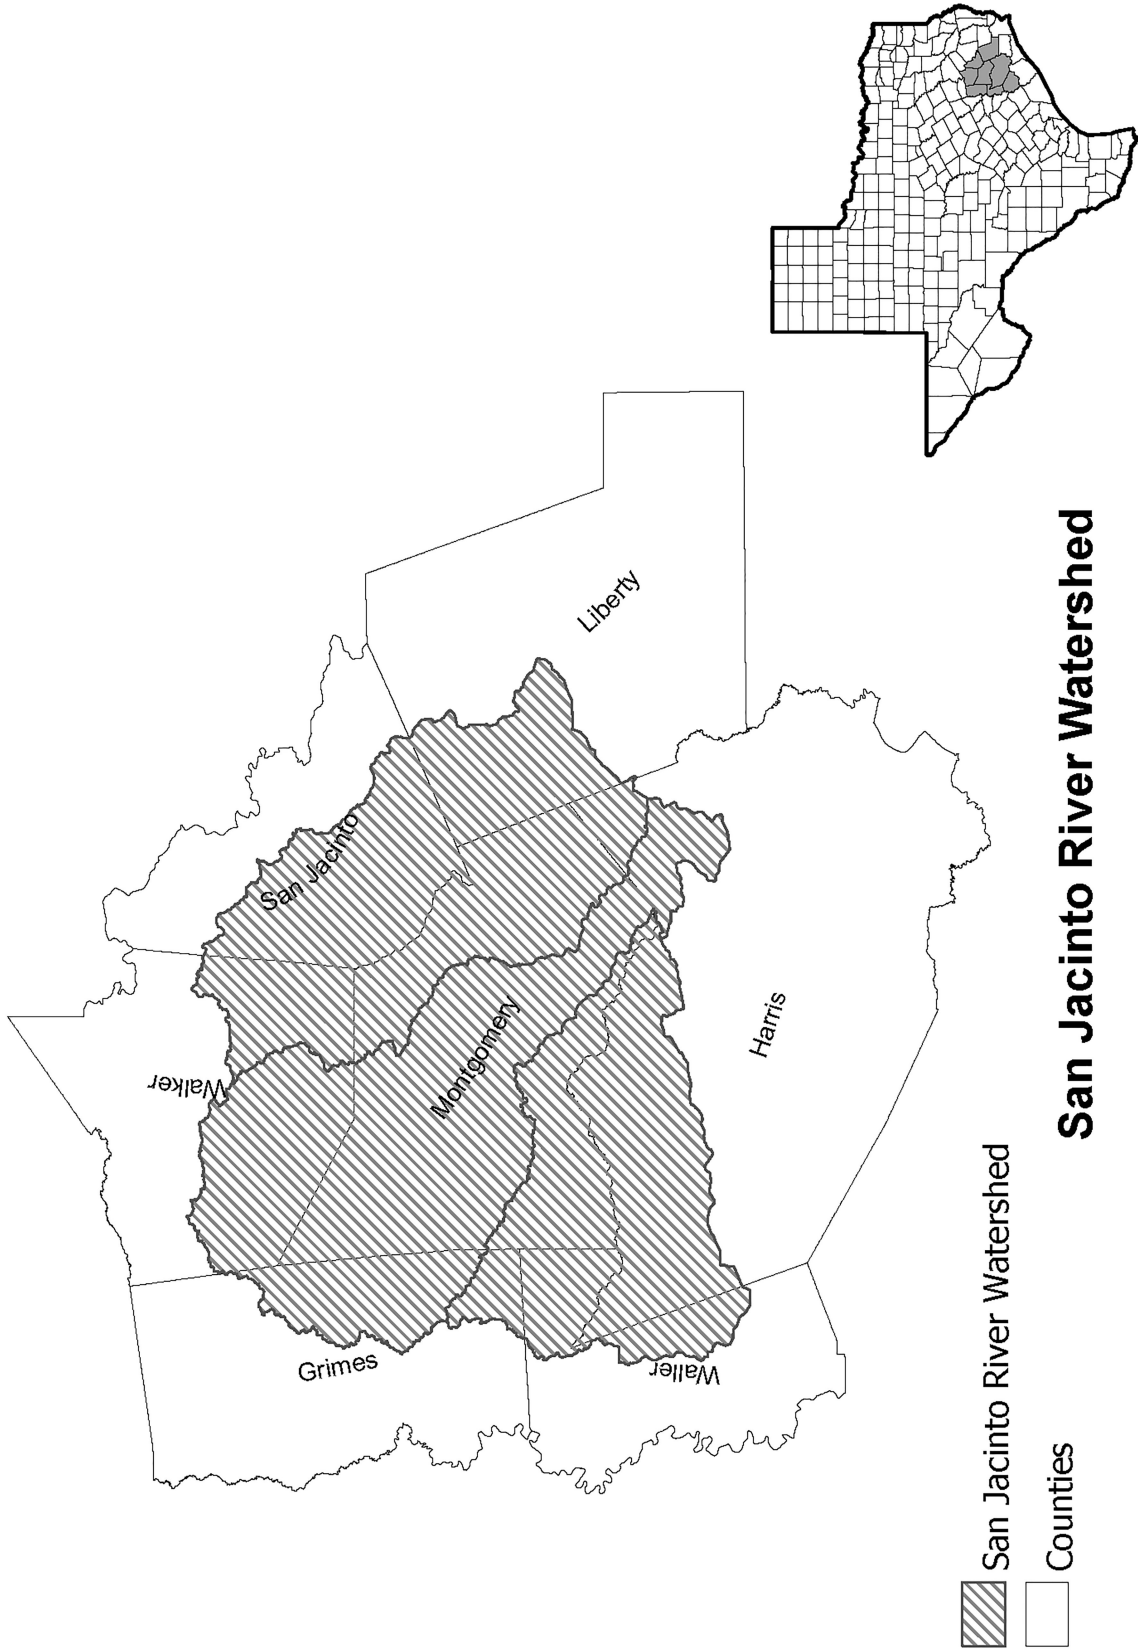 Walker
San Jacinto
Grimes
Montgomery
Liberty
Waller
Harris
San Jacinto River Watershed
Counties
San Jacinto River Watershed